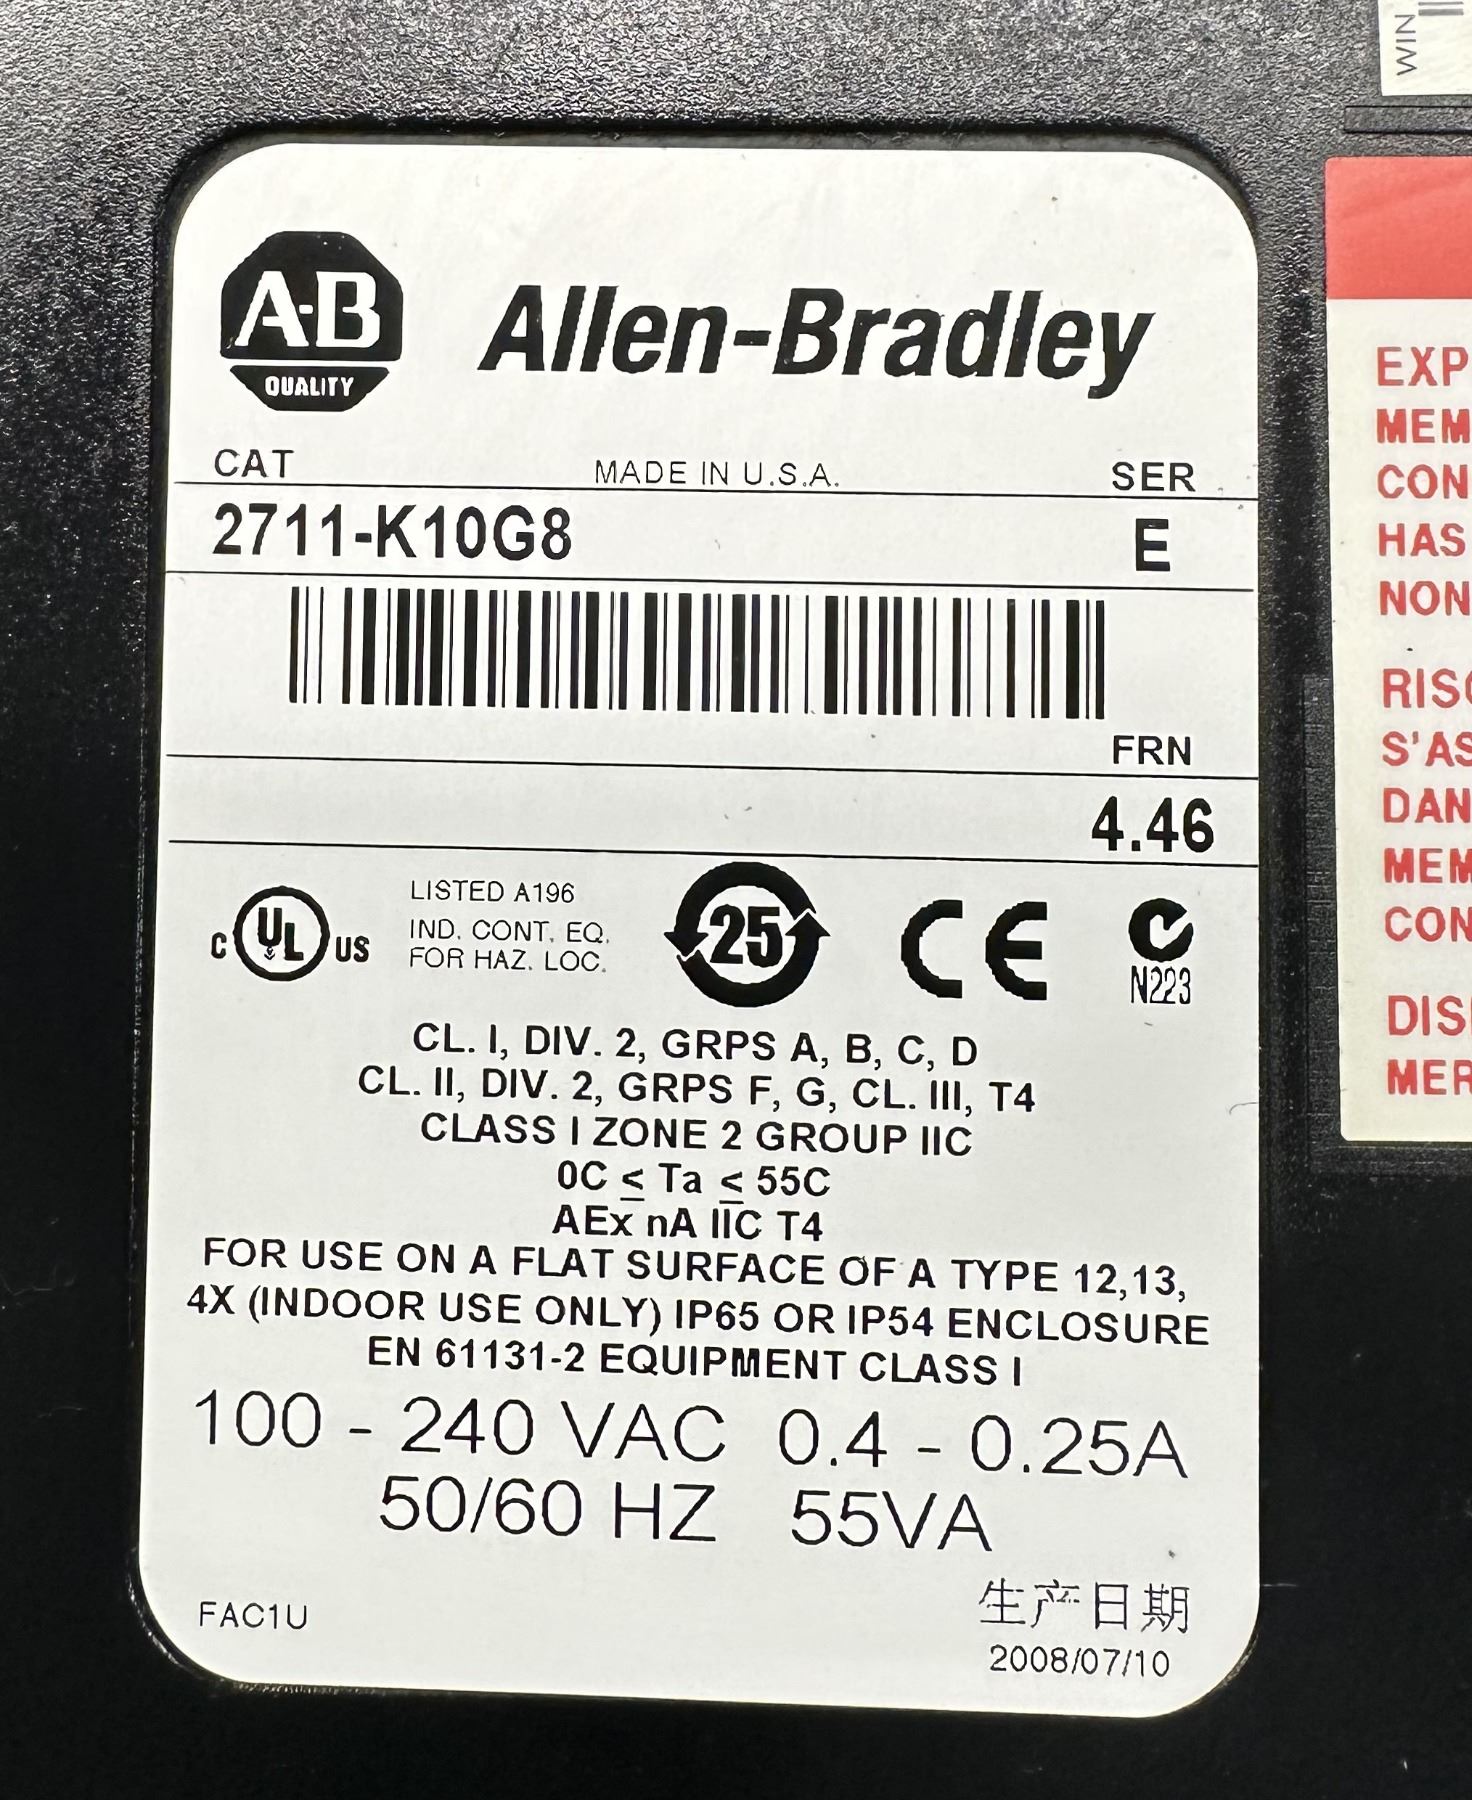 WIN
A-B
QUALITY
Allen-Bradley
CAT MADE IN U.S.A. SER
2711-K10G8 E
FRN
4.46
C UL US
LISTED A196
IND. CONT. EQ.
FOR HAZ. LOC.
25
CE
N223
CL. I, DIV. 2, GRPS A, B, C, D
CL. II, DIV. 2, GRPS F, G, CL. III, T4
CLASS I ZONE 2 GROUP IIC
0C ≤ Ta ≤ 55C
AEx nA IIC T4
FOR USE ON A FLAT SURFACE OF A TYPE 12,13,
4X (INDOOR USE ONLY) IP65 OR IP54 ENCLOSURE
EN 61131-2 EQUIPMENT CLASS I
100 - 240 VAC 0.4 - 0.25A
50/60 HZ 55VA
FAC1U
生产日期
2008/07/10
EXP
MEM
CON
HAS
NON
RISQ
S'AS
DAN
MEM
CON
DIS
MER